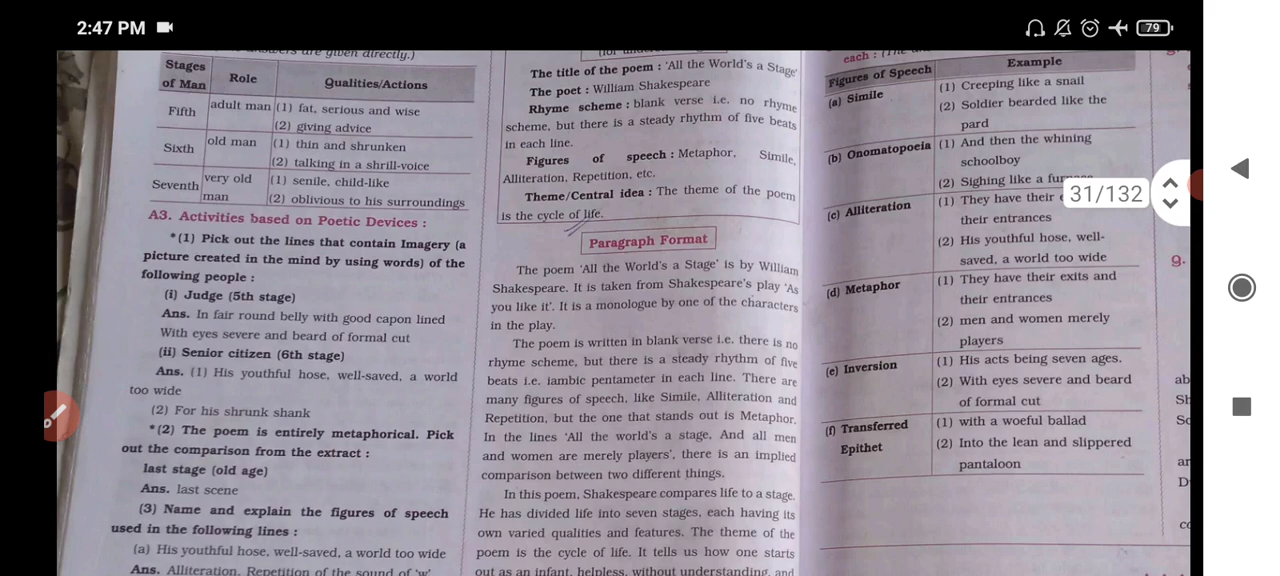 2:47 PM
79
answers are given directly.)
Stages of Man Role Qualities/Actions
Fifth adult man (1) fat, serious and wise
(2) giving advice
Sixth old man (1) thin and shrunken
(2) talking in a shrill-voice
Seventh very old man (1) senile, child-like
(2) oblivious to his surroundings
A3. Activities based on Poetic Devices :
*(1) Pick out the lines that contain Imagery (a
picture created in the mind by using words) of the
following people :
(i) Judge (5th stage)
Ans. In fair round belly with good capon lined
With eyes severe and beard of formal cut
(ii) Senior citizen (6th stage)
Ans. (1) His youthful hose, well-saved, a world
too wide
(2) For his shrunk shank
*(2) The poem is entirely metaphorical. Pick
out the comparison from the extract :
last stage (old age)
Ans. last scene
(3) Name and explain the figures of speech
used in the following lines :
(a) His youthful hose, well-saved, a world too wide
Ans. Alliteration. Repetition of the sound of 'w'
The title of the poem : 'All the World's a Stage'
The poet : William Shakespeare
Rhyme scheme : blank verse i.e. no rhyme
scheme, but there is a steady rhythm of five beats
in each line.
Figures of speech : Metaphor, Simile,
Alliteration, Repetition, etc.
Theme/Central idea : The theme of the poem
is the cycle of life.
Paragraph Format
The poem 'All the World's a Stage' is by William
Shakespeare. It is taken from Shakespeare's play 'As
you like it'. It is a monologue by one of the characters
in the play.
The poem is written in blank verse i.e. there is no
rhyme scheme, but there is a steady rhythm of five
beats i.e. iambic pentameter in each line. There are
many figures of speech, like Simile, Alliteration and
Repetition, but the one that stands out is Metaphor.
In the lines 'All the world's a stage, And all men
and women are merely players', there is an implied
comparison between two different things.
In this poem, Shakespeare compares life to a stage.
He has divided life into seven stages, each having its
own varied qualities and features. The theme of the
poem is the cycle of life. It tells us how one starts
out as an infant, helpless, without understanding, and
each : (The
Figures of Speech Example
(a) Simile (1) Creeping like a snail
(2) Soldier bearded like the
pard
(b) Onomatopoeia (1) And then the whining
schoolboy
(2) Sighing like a
31/132
(c) Alliteration (1) They have their
their entrances
(2) His youthful hose, well-
saved, a world too wide
(d) Metaphor (1) They have their exits and
their entrances
(2) men and women merely
players
(e) Inversion (1) His acts being seven ages.
(2) With eyes severe and beard
of formal cut
(f) Transferred Epithet (1) with a woeful ballad
(2) Into the lean and slippered
pantaloon
9.
ab
Sh
So
an
D